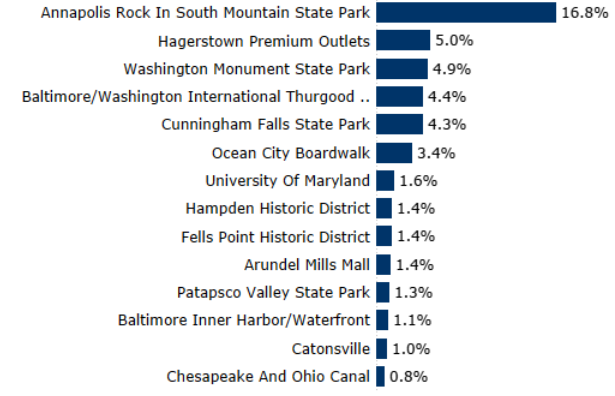 Annapolis Rock In South Mountain State Park 16.8%
Hagerstown Premium Outlets 5.0%
Washington Monument State Park 4.9%
Baltimore/Washington International Thurgood .. 4.4%
Cunningham Falls State Park 4.3%
Ocean City Boardwalk 3.4%
University Of Maryland 1.6%
Hampden Historic District 1.4%
Fells Point Historic District 1.4%
Arundel Mills Mall 1.4%
Patapsco Valley State Park 1.3%
Baltimore Inner Harbor/Waterfront 1.1%
Catonsville 1.0%
Chesapeake And Ohio Canal 0.8%